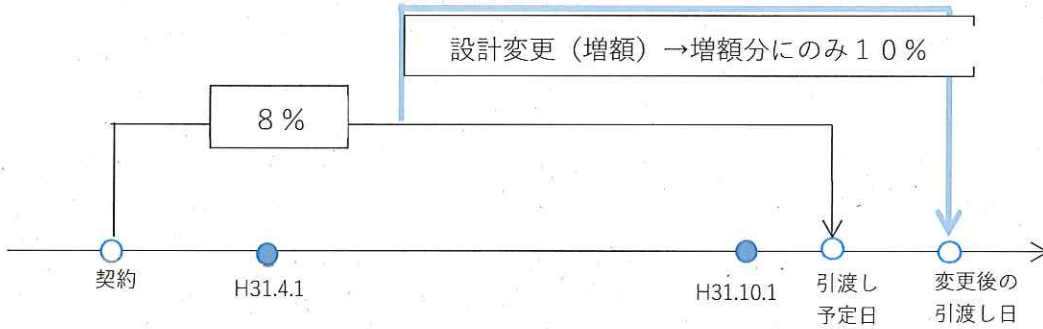 設計変更（増額）→増額分にのみ１０％
８％
契約
H31.4.1
H31.10.1
引渡し
予定日
変更後の
引渡し日